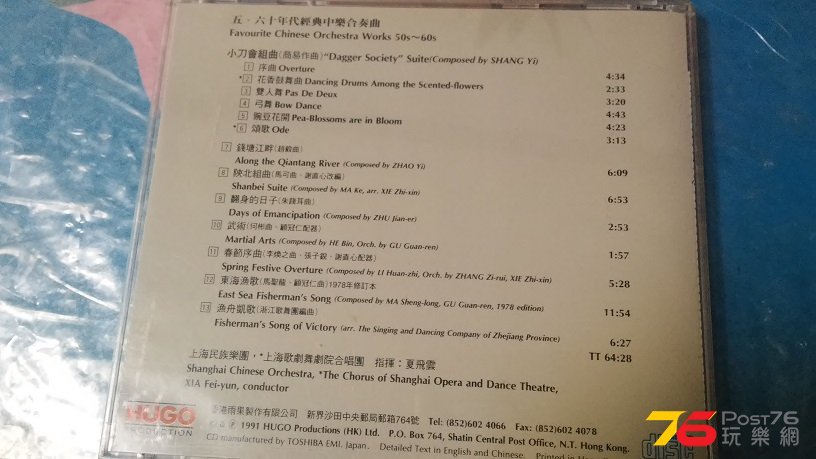 五・六十年代經典中樂合奏曲
Favourite Chinese Orchestra Works 50s～60s
小刀會組曲(商易作曲)"Dagger Society" Suite(Composed by SHANG Yi)
1 序曲 Overture 4:34
*2 花香鼓舞曲 Dancing Drums Among the Scented-flowers 2:33
3 雙人舞 Pas De Deux 3:20
4 弓舞 Bow Dance 4:43
5 豌豆花開 Pea-Blossoms are in Bloom 4:23
*6 頌歌 Ode 3:13
7 錢塘江畔(趙毅曲)
Along the Qiantang River (Composed by ZHAO Yi) 6:09
8 陝北組曲(馬可曲、謝直心改編)
Shanbei Suite (Composed by MA Ke, arr. XIE Zhi-xin) 6:53
9 翻身的日子(朱踐耳曲)
Days of Emancipation (Composed by ZHU Jian-er) 2:53
10 武術(何彬曲、顧冠仁配器)
Martial Arts (Composed by HE Bin, Orch. by GU Guan-ren) 1:57
11 春節序曲(李煥之曲、張子銳、謝直心配器)
Spring Festive Overture (Composed by LI Huan-zhi, Orch. by ZHANG Zi-rui, XIE Zhi-xin) 5:28
12 東海漁歌(馬聖龍、顧冠仁曲)1978年修訂本
East Sea Fisherman's Song (Composed by MA Sheng-long, GU Guan-ren, 1978 edition) 11:54
13 漁舟凱歌(浙江歌舞團編曲)
Fisherman's Song of Victory (arr. The Singing and Dancing Company of Zhejiang Province) 6:27
TT 64:28
上海民族樂團，*上海歌劇舞劇院合唱團 指揮：夏飛雲
Shanghai Chinese Orchestra, *The Chorus of Shanghai Opera and Dance Theatre,
XIA Fei-yun, conductor
HUGO
PRODUCTION
香港雨果製作有限公司 新界沙田中央郵局郵箱764號 Tel: (852)602 4066 Fax: (852)602 4078
℗ 1991 HUGO Productions (HK) Ltd. P.O. Box 764, Shatin Central Post Office, N.T. Hong Kong.
CD manufactured by TOSHIBA EMI. Japan. Detailed Text in English and Chinese. Printed in
disc
76 Post76
玩樂網